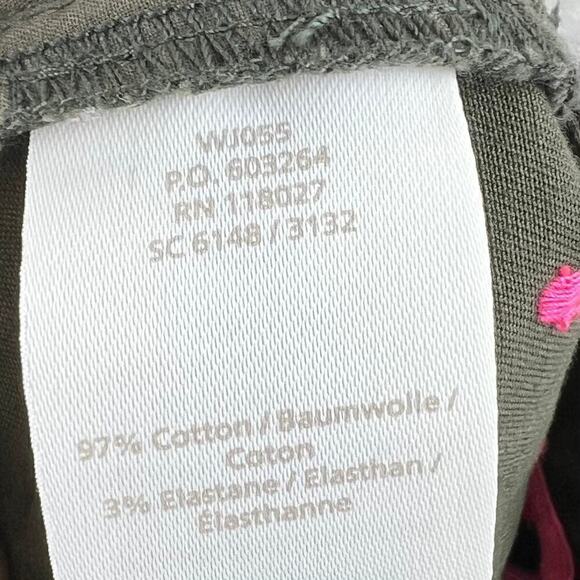 WJ055
P.O. 603264
RN 118027
SC 6148 / 3132
97% Cotton / Baumwolle /
Coton
3% Elastane / Elasthan /
Élasthanne